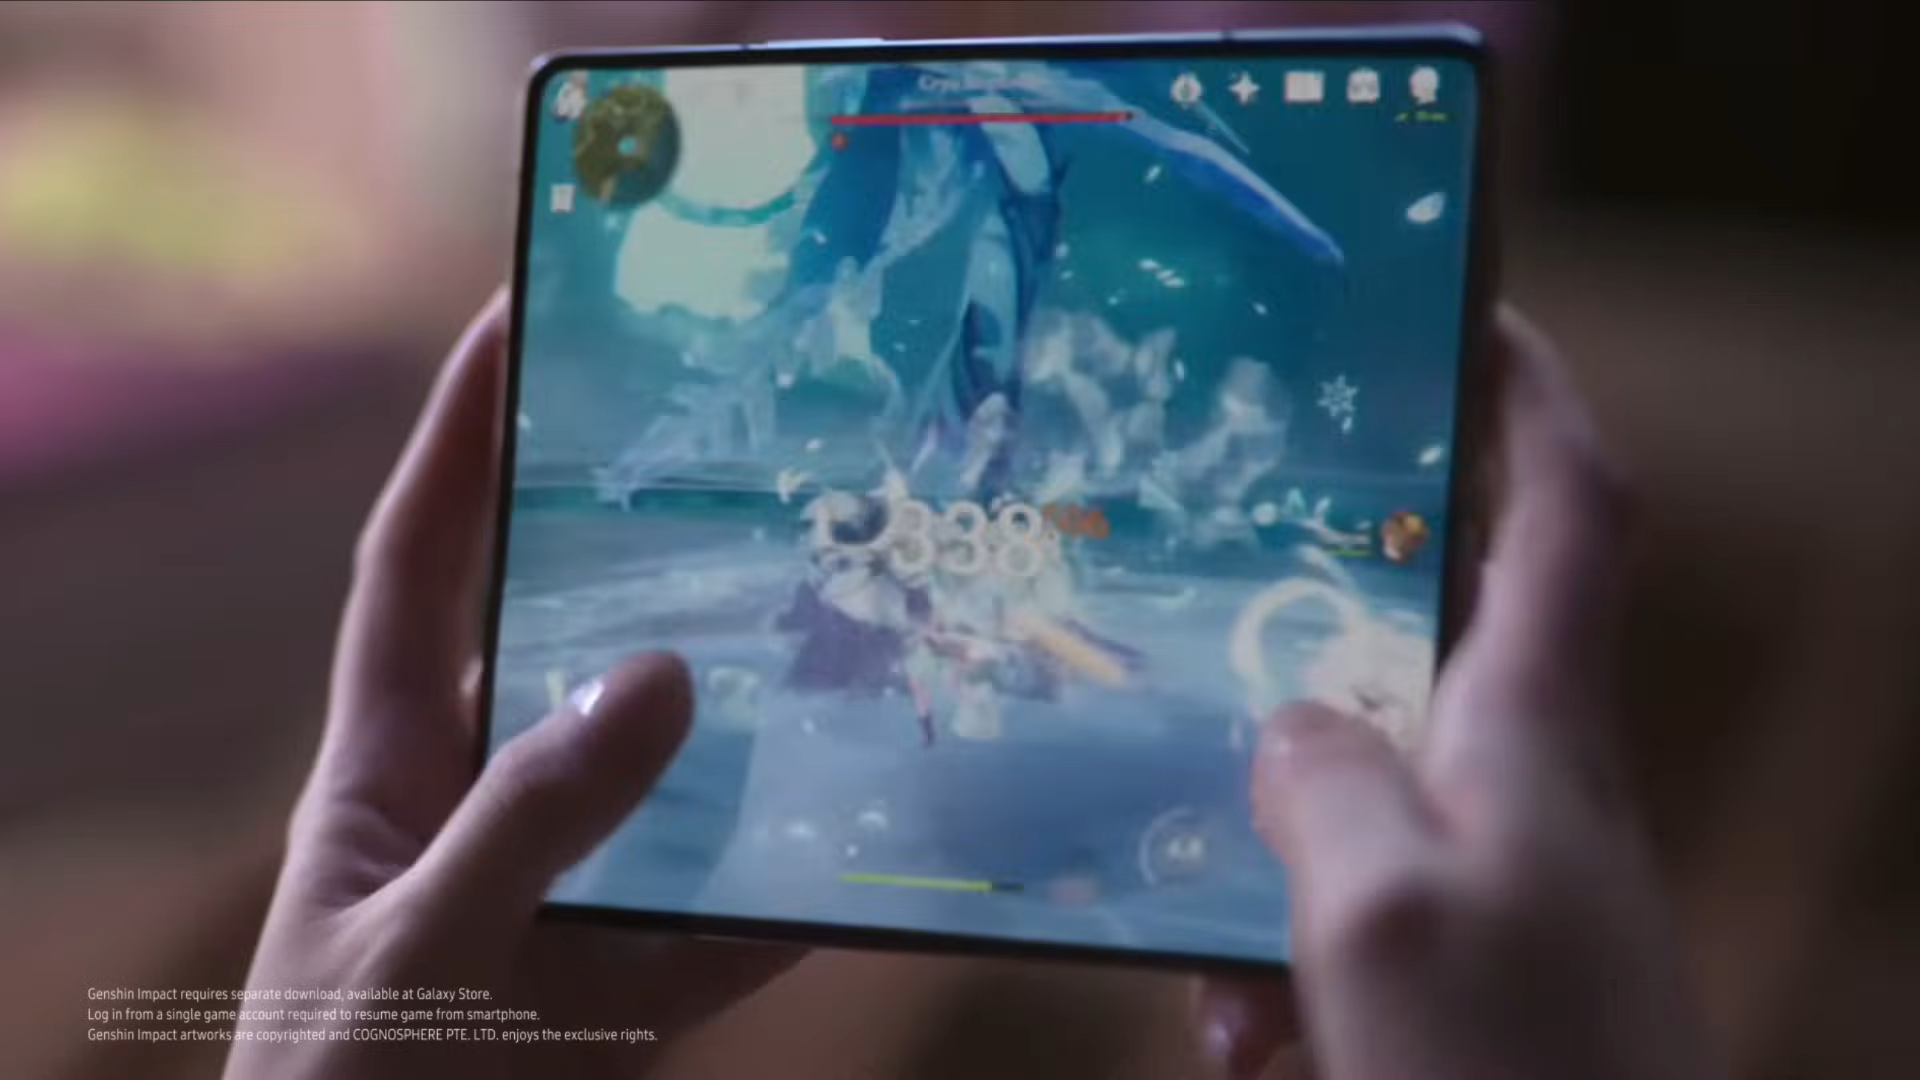 338
Genshin Impact requires separate download, available at Galaxy Store.
Log in from a single game account required to resume game from smartphone.
Genshin Impact artworks are copyrighted and COGNOSPHERE PTE. LTD. enjoys the exclusive rights.